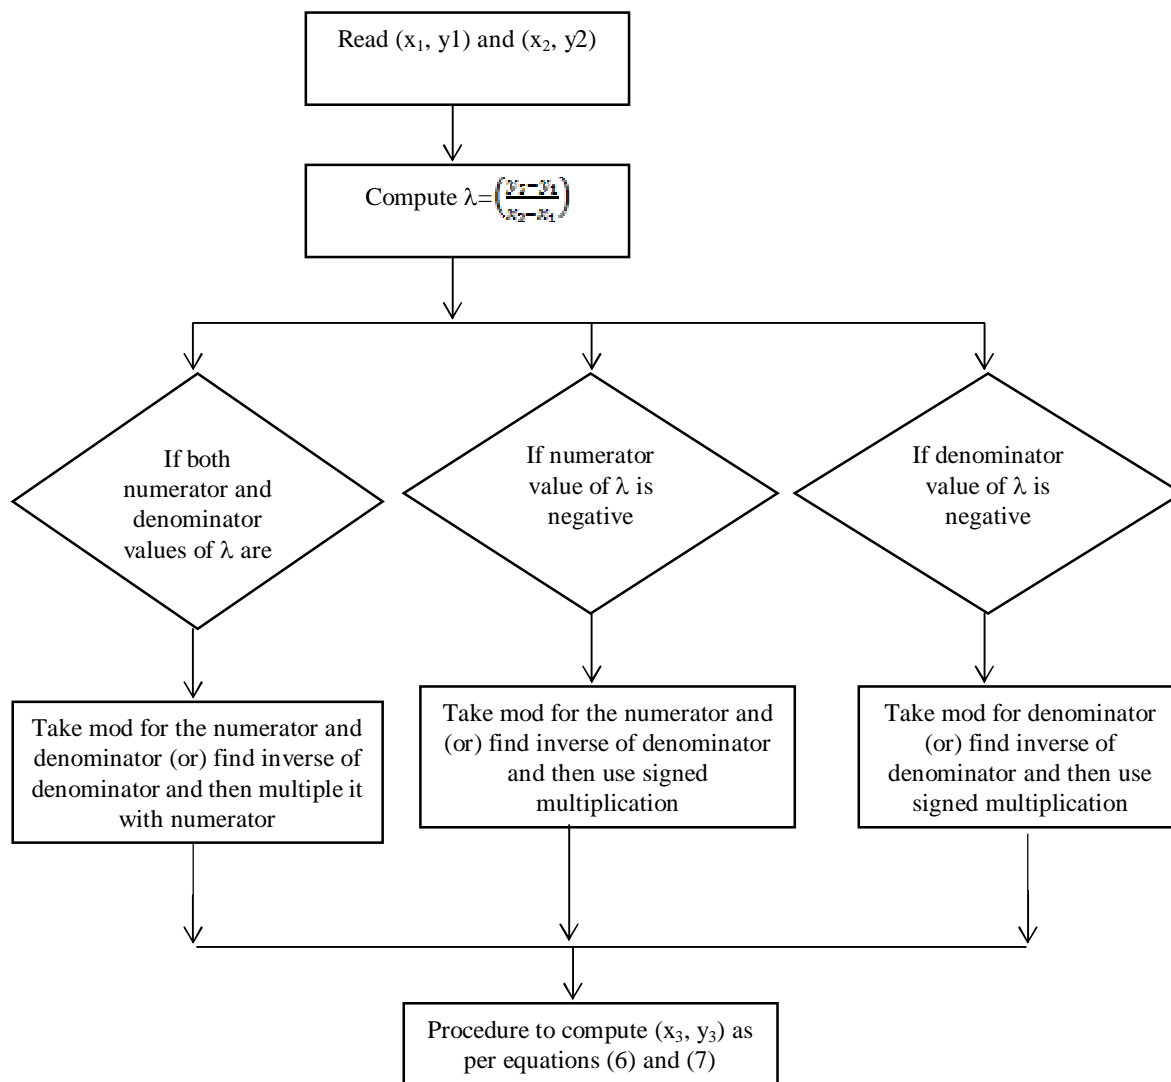 Read (x₁, y1) and (x₂, y2)
Compute λ=(y₂−y₁/x₂−x₁)
If both
numerator and
denominator
values of λ are
If numerator
value of λ is
negative
If denominator
value of λ is
negative
Take mod for the numerator and
denominator (or) find inverse of
denominator and then multiple it
with numerator
Take mod for the numerator and
(or) find inverse of denominator
and then use signed
multiplication
Take mod for denominator
(or) find inverse of
denominator and then use
signed multiplication
Procedure to compute (x₃, y₃) as
per equations (6) and (7)